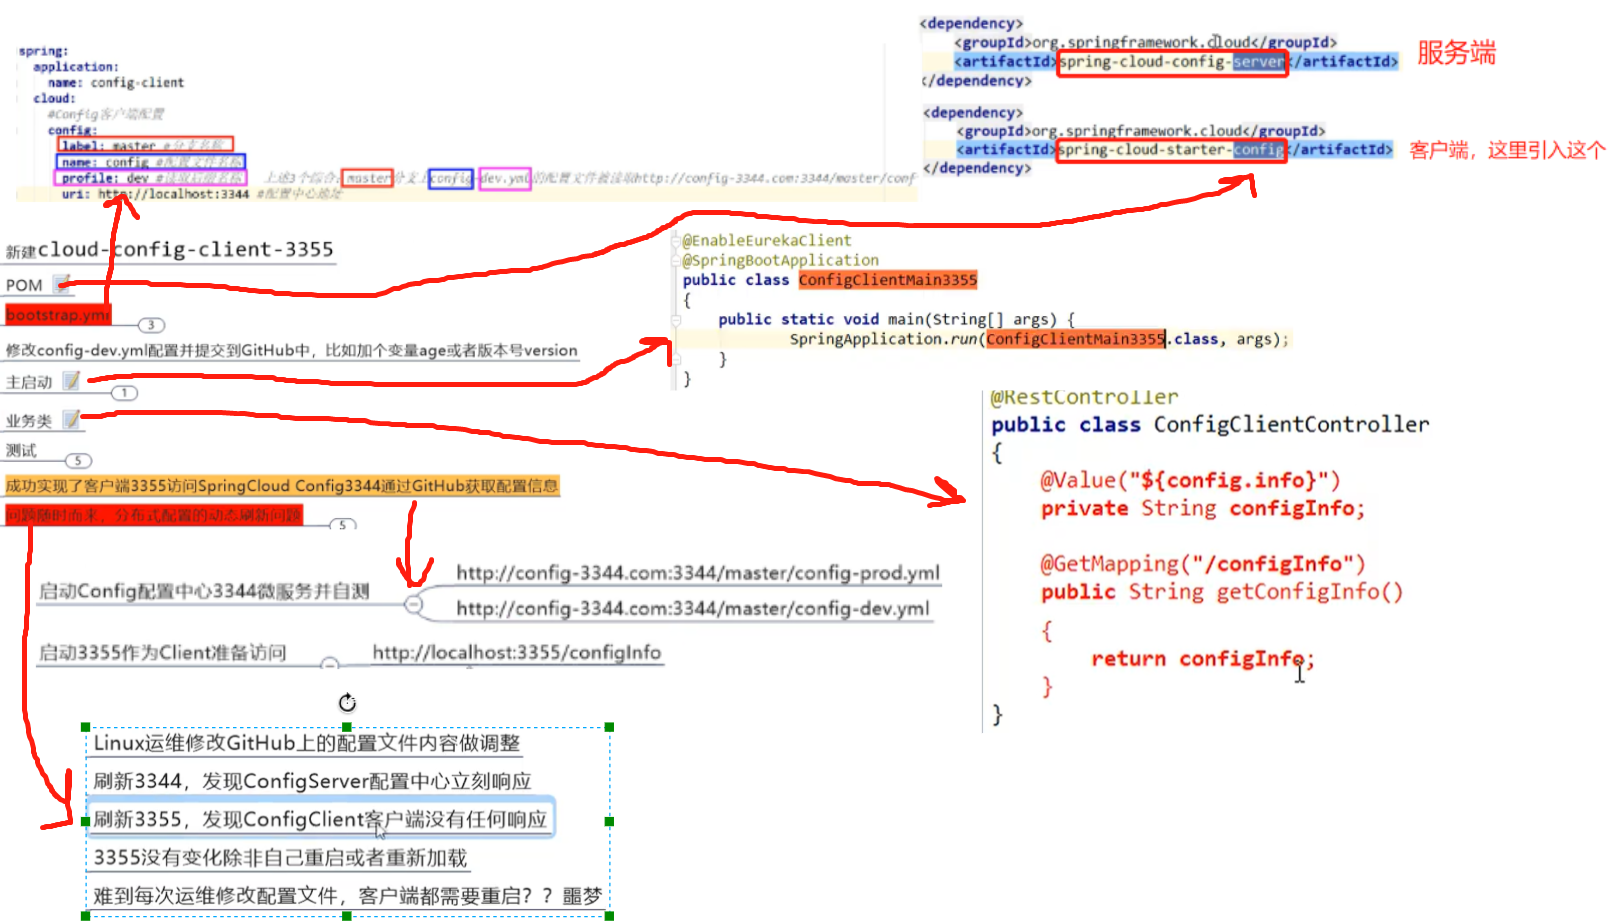 spring:
application:
name: config-client
cloud:
#Config客户端配置
config:
label: master #分支名称
name: config #配置文件名称
profile: dev #读取后缀名称 上述3个综合：master分支上config-dev.yml的配置文件被读取http://config-3344.com:3344/master/conf
uri: http://localhost:3344 #配置中心地址
<dependency>
<groupId>org.springframework.cloud</groupId>
<artifactId>spring-cloud-config-server</artifactId>
</dependency>
服务端
<dependency>
<groupId>org.springframework.cloud</groupId>
<artifactId>spring-cloud-starter-config</artifactId>
</dependency>
客户端，这里引入这个
新建cloud-config-client-3355
POM
bootstrap.yml
3
修改config-dev.yml配置并提交到GitHub中，比如加个变量age或者版本号version
主启动
1
业务类
测试
5
成功实现了客户端3355访问SpringCloud Config3344通过GitHub获取配置信息
问题随时而来，分布式配置的动态刷新问题
5
@EnableEurekaClient
@SpringBootApplication
public class ConfigClientMain3355
{
public static void main(String[] args) {
SpringApplication.run(ConfigClientMain3355.class, args);
}
}
@RestController
public class ConfigClientController
{
@Value("${config.info}")
private String configInfo;
@GetMapping("/configInfo")
public String getConfigInfo()
{
return configInfo;
}
}
启动Config配置中心3344微服务并自测
http://config-3344.com:3344/master/config-prod.yml
http://config-3344.com:3344/master/config-dev.yml
启动3355作为Client准备访问
http://localhost:3355/configInfo
Linux运维修改GitHub上的配置文件内容做调整
刷新3344，发现ConfigServer配置中心立刻响应
刷新3355，发现ConfigClient客户端没有任何响应
3355没有变化除非自己重启或者重新加载
难到每次运维修改配置文件，客户端都需要重启？？噩梦